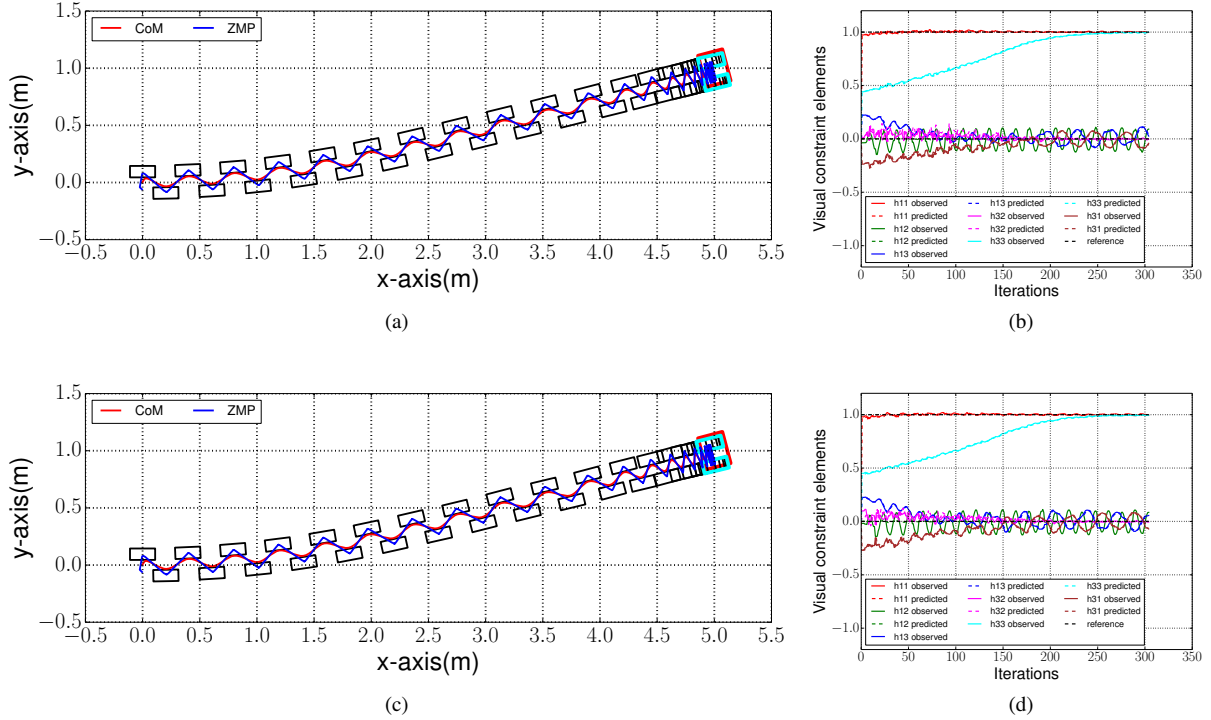 CoM ZMP
1.5
1.0
0.5
0.0
−0.5
y-axis(m)
−0.5 0.0 0.5 1.0 1.5 2.0 2.5 3.0 3.5 4.0 4.5 5.0 5.5
x-axis(m)
(a)
1.0
0.5
0.0
−0.5
−1.0
Visual constraint elements
h11 observed h13 predicted h33 predicted
h11 predicted h32 observed h31 observed
h12 observed h32 predicted h31 predicted
h12 predicted h33 observed reference
h13 observed
0 50 100 150 200 250 300 350
Iterations
(b)
CoM ZMP
1.5
1.0
0.5
0.0
−0.5
y-axis(m)
−0.5 0.0 0.5 1.0 1.5 2.0 2.5 3.0 3.5 4.0 4.5 5.0 5.5
x-axis(m)
(c)
1.0
0.5
0.0
−0.5
−1.0
Visual constraint elements
h11 observed h13 predicted h33 predicted
h11 predicted h32 observed h31 observed
h12 observed h32 predicted h31 predicted
h12 predicted h33 observed reference
h13 observed
0 50 100 150 200 250 300 350
Iterations
(d)